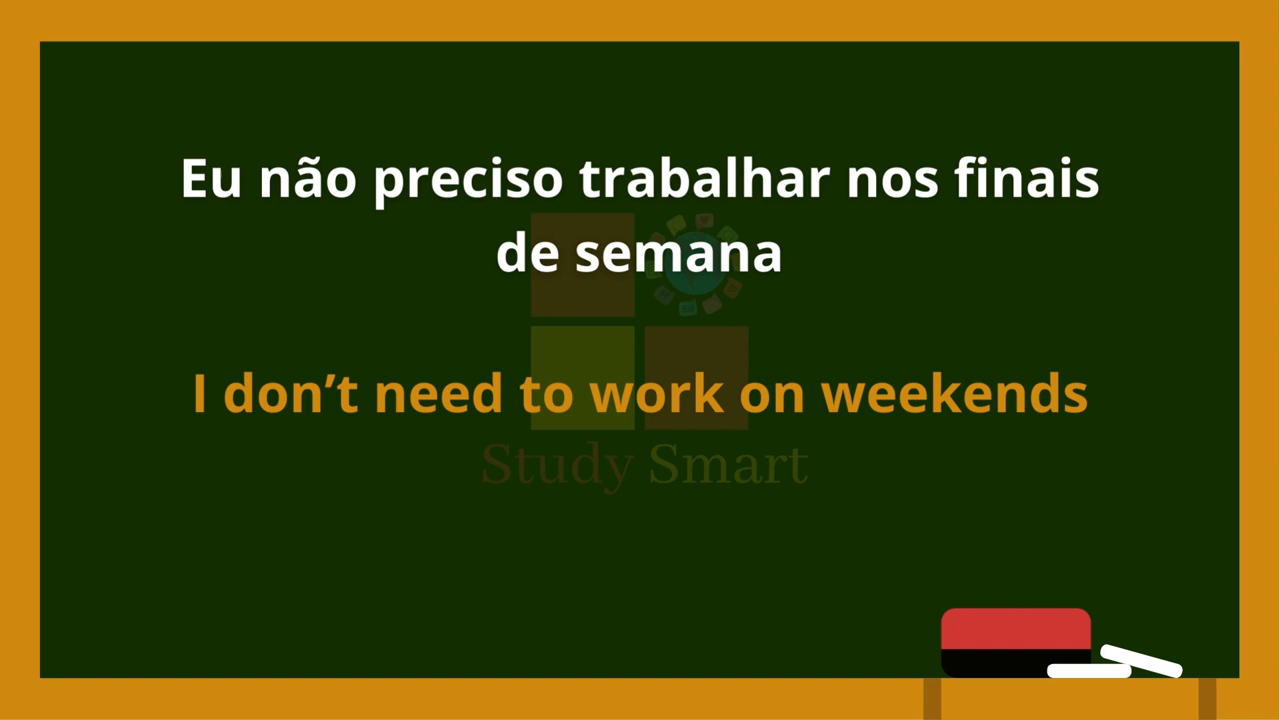 Eu não preciso trabalhar nos finais
de semana
I don’t need to work on weekends
Study Smart